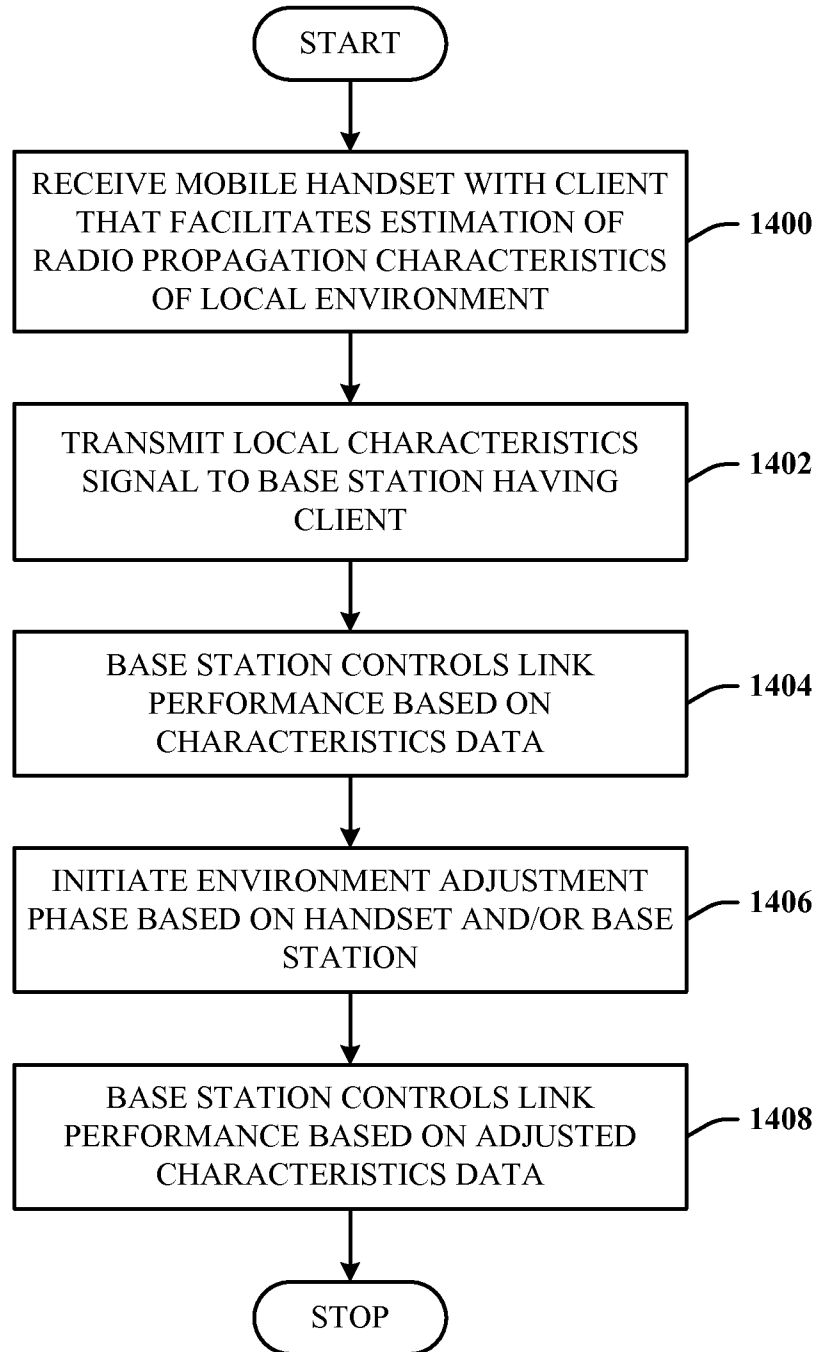 START
RECEIVE MOBILE HANDSET WITH CLIENT
THAT FACILITATES ESTIMATION OF
RADIO PROPAGATION CHARACTERISTICS
OF LOCAL ENVIRONMENT
1400
TRANSMIT LOCAL CHARACTERISTICS
SIGNAL TO BASE STATION HAVING
CLIENT
1402
BASE STATION CONTROLS LINK
PERFORMANCE BASED ON
CHARACTERISTICS DATA
1404
INITIATE ENVIRONMENT ADJUSTMENT
PHASE BASED ON HANDSET AND/OR BASE
STATION
1406
BASE STATION CONTROLS LINK
PERFORMANCE BASED ON ADJUSTED
CHARACTERISTICS DATA
1408
STOP